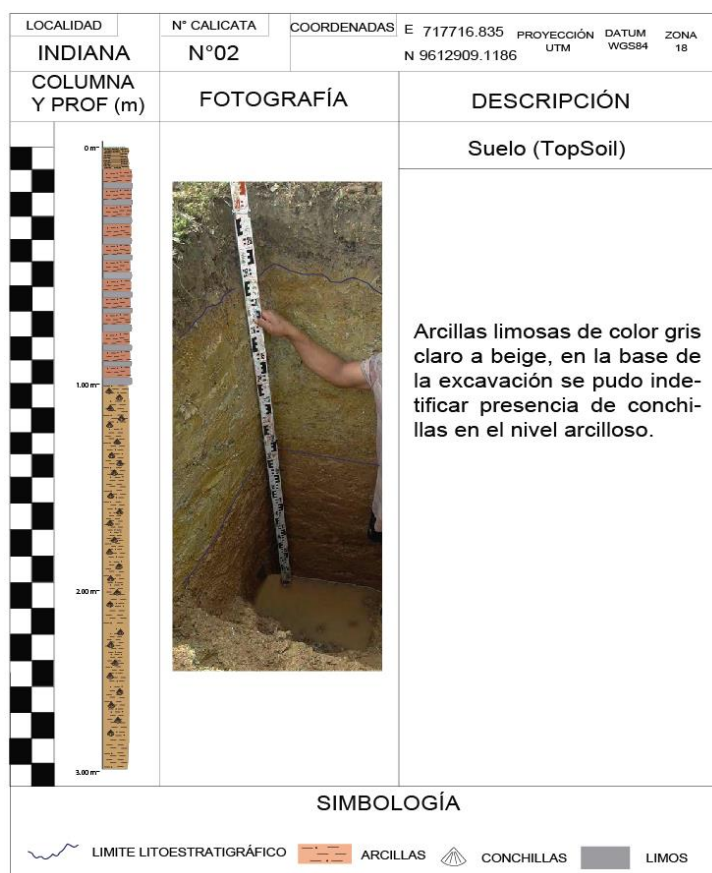 LOCALIDAD
INDIANA
N° CALICATA
N°02
COORDENADAS
E 717716.835
N 9612909.1186
PROYECCIÓN
UTM
DATUM
WGS84
ZONA
18
COLUMNA
Y PROF (m)
FOTOGRAFÍA
DESCRIPCIÓN
Suelo (TopSoil)
0 m
1.00 m
2.00 m
3.00 m
Arcillas limosas de color gris
claro a beige, en la base de
la excavación se pudo inde-
tificar presencia de conchi-
llas en el nivel arcilloso.
SIMBOLOGÍA
LIMITE LITOESTRATIGRÁFICO
ARCILLAS
CONCHILLAS
LIMOS